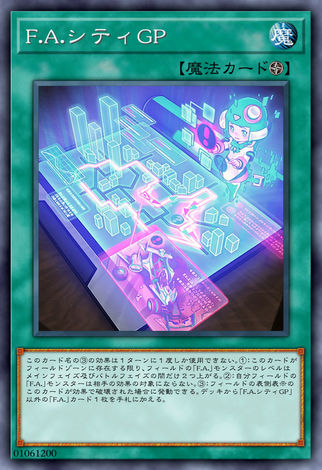 F.A.シティGP
魔
【魔法カード】
このカード名の③の効果は1ターンに1度しか使用できない。①:このカードが
フィールドゾーンに存在する限り、フィールドの「F.A.」モンスターのレベルは
メインフェイズ及びバトルフェイズの間だけ2つ上がる。②:自分フィールドの
「F.A.」モンスターは相手の効果の対象にならない。③:フィールドの表側表示の
このカードが効果で破壊された場合に発動できる。デッキから「F.A.シティGP」
以外の「F.A.」カード1枚を手札に加える。
01061200